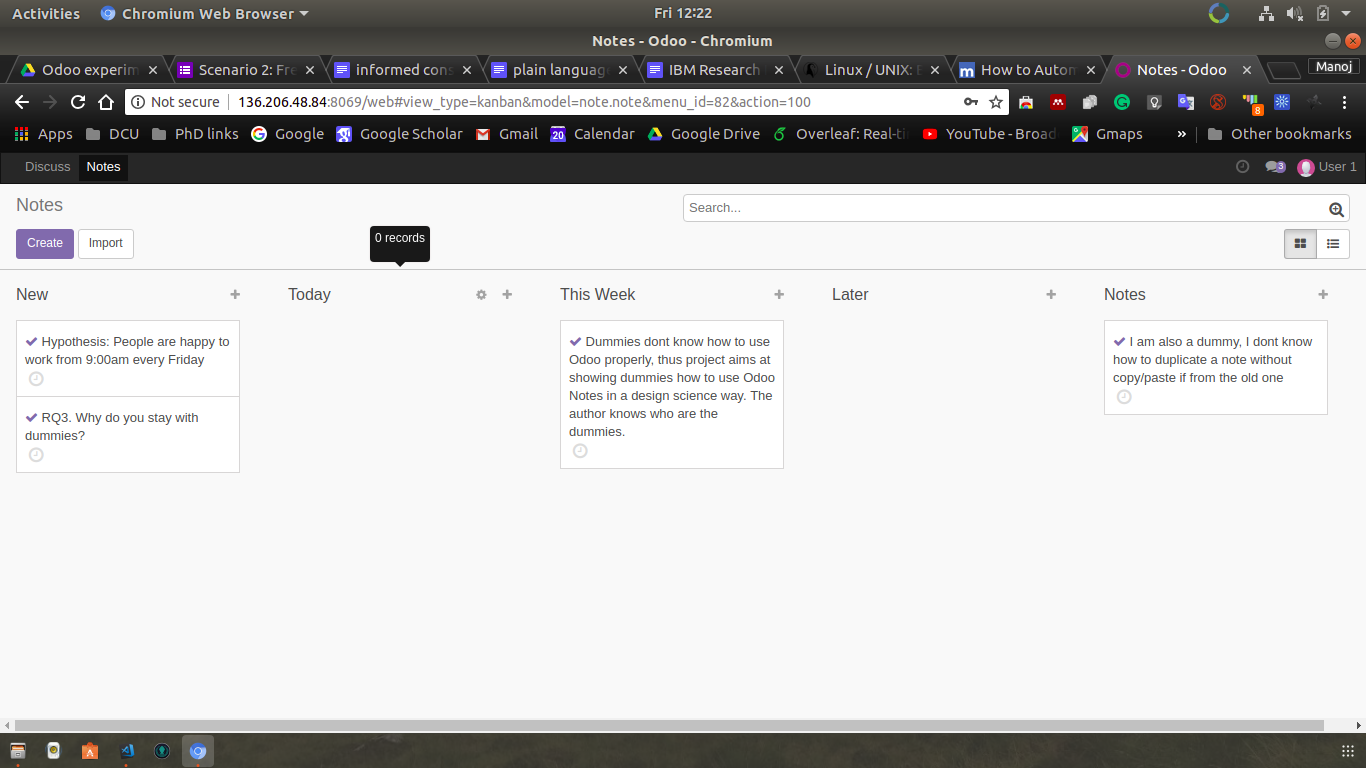 Activities Chromium Web Browser Fri 12:22
Notes - Odoo - Chromium
Odoo experim Scenario 2: Fre informed cons plain language IBM Research Linux / UNIX: E How to Autom Notes - Odoo Manoj
Not secure 136.206.48.84:8069/web#view_type=kanban&model=note.note&menu_id=82&action=100 8
Apps DCU PhD links Google Google Scholar Gmail 20 Calendar Google Drive Overleaf: Real-ti YouTube - Broad Gmaps » Other bookmarks
Discuss Notes 3 User 1
Notes Search...
Create Import 0 records
New Today This Week Later Notes
Hypothesis: People are happy to
work from 9:00am every Friday
RQ3. Why do you stay with
dummies?
Dummies dont know how to use
Odoo properly, thus project aims at
showing dummies how to use Odoo
Notes in a design science way. The
author knows who are the
dummies.
I am also a dummy, I dont know
how to duplicate a note without
copy/paste if from the old one